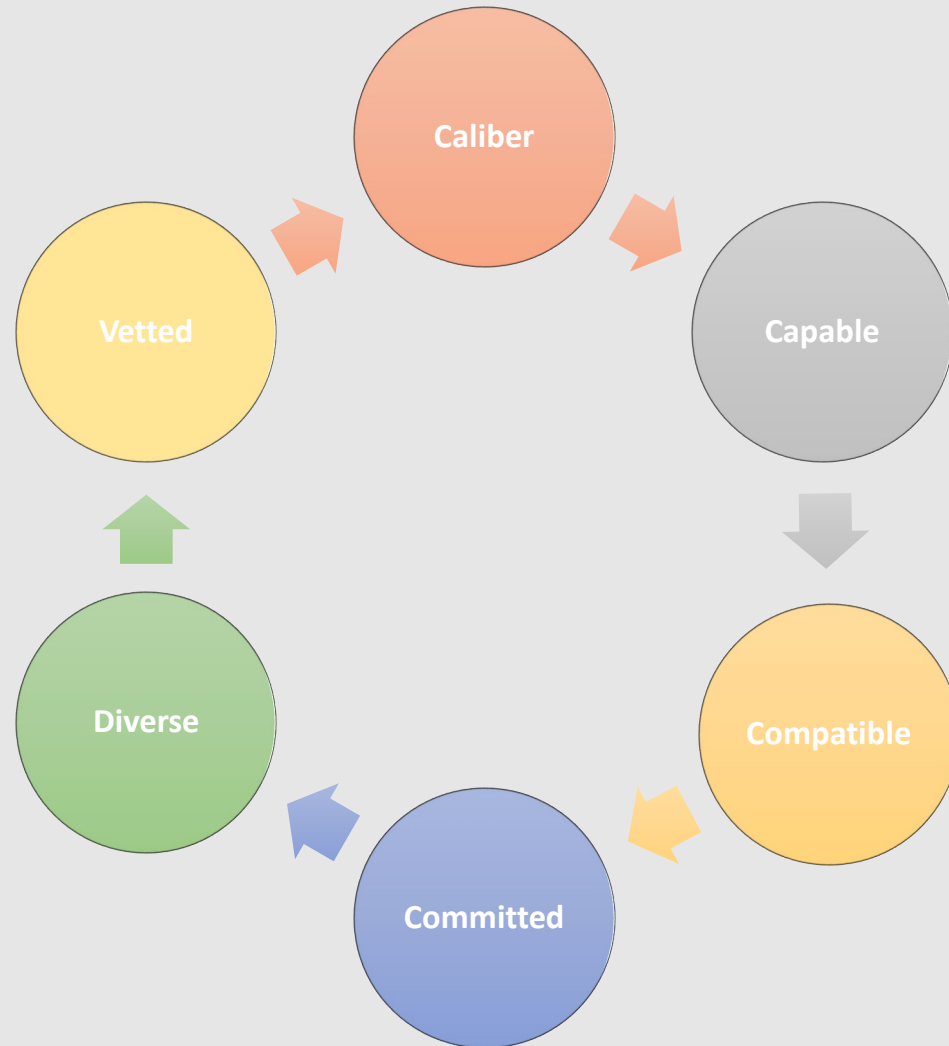 Caliber
Capable
Compatible
Committed
Diverse
Vetted